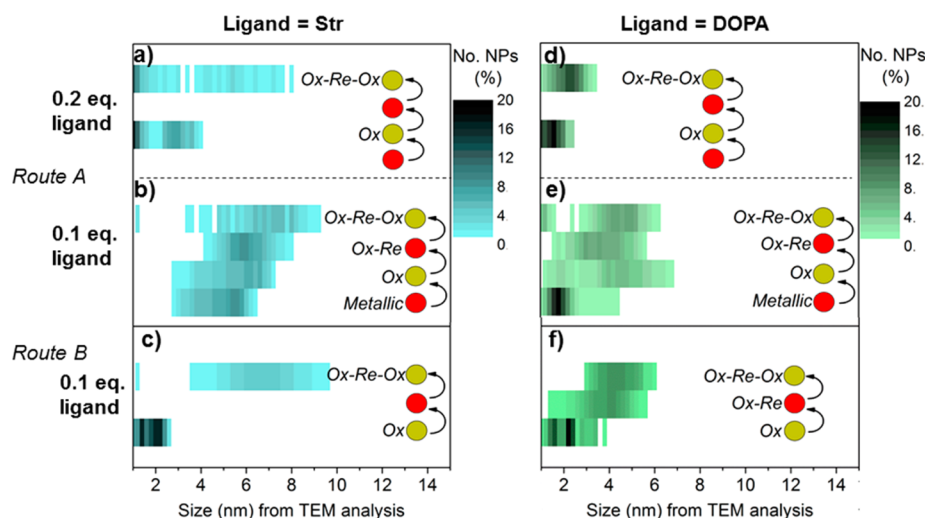 Ligand = Str
Ligand = DOPA
a)
No. NPs
(%)
Ox-Re-Ox
Ox
20
16
12
8
4.
0.
0.2 eq.
ligand
Route A
b)
0.1 eq.
ligand
Ox-Re-Ox
Ox-Re
Ox
Metallic
Route B
0.1 eq.
ligand
c)
Ox-Re-Ox
Ox
2 4 6 8 10 12 14
Size (nm) from TEM analysis
d)
No. NPs
(%)
Ox-Re-Ox
Ox
20.
16
12
8.
4.
0.
e)
Ox-Re-Ox
Ox-Re
Ox
Metallic
f)
Ox-Re-Ox
Ox-Re
Ox
2 4 6 8 10 12 14
Size (nm) from TEM analysis